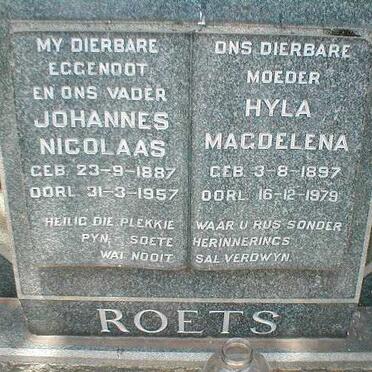 MY DIERBARE
EGGENOOT
EN ONS VADER
JOHANNES
NICOLAAS
GEB. 23-9-1887
OORL. 31-3-1957
ONS DIERBARE
MOEDER
HYLA
MAGDELENA
GEB. 3-8-1897
OORL. 16-12-1979
HEILIG DIE PLEKKIE WAAR U RUS SONDER
PYN - SOETE HERINNERINGS
WAT NOOIT SAL VERDWYN.
ROETS